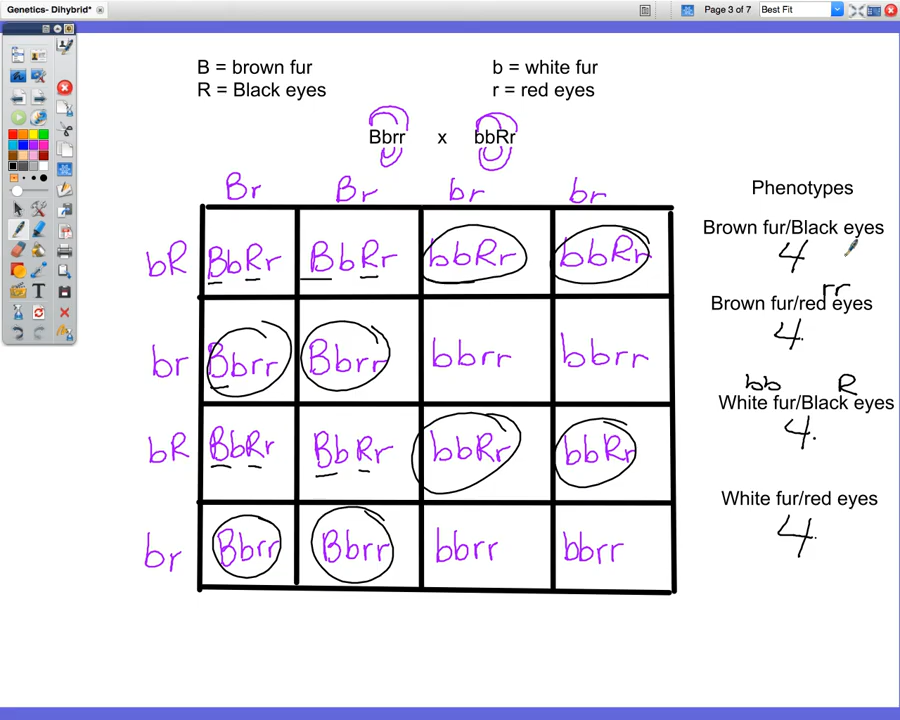 Genetics- Dihybrid*
Page 3 of 7
Best Fit
B = brown fur b = white fur
R = Black eyes r = red eyes
Bbrr x bbRr
Br Br br br
Phenotypes
bR BbRr BbRr bbRr bbRr
Brown fur/Black eyes
4
rr
Brown fur/red eyes
4
br Bbrr Bbrr bbrr bbrr
bb R
White fur/Black eyes
4
bR BbRr BbRr bbRr bbRr
White fur/red eyes
4
br Bbrr Bbrr bbrr bbrr
T